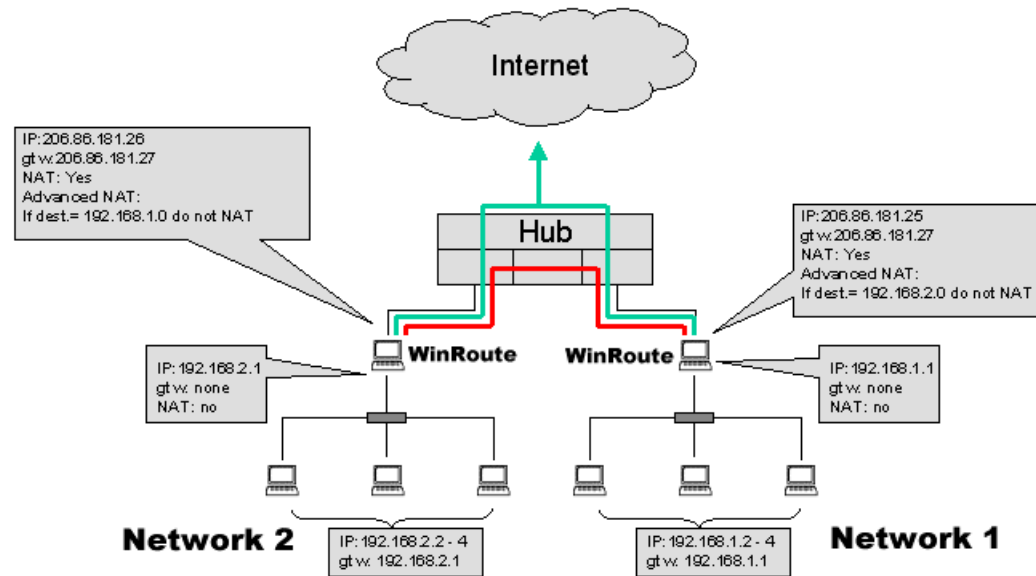 Internet
IP:206.86.181.26
gtw:206.86.181.27
NAT: Yes
Advanced NAT:
If dest.= 192.168.1.0 do not NAT
Hub
IP:206.86.181.25
gtw:206.86.181.27
NAT: Yes
Advanced NAT:
If dest.= 192.168.2.0 do not NAT
WinRoute
WinRoute
IP:192.168.2.1
gtw: none
NAT: no
IP:192.168.1.1
gtw: none
NAT: no
Network 2
IP:192.168.2.2 - 4
gtw: 192.168.2.1
IP:192.168.1.2 - 4
gtw: 192.168.1.1
Network 1